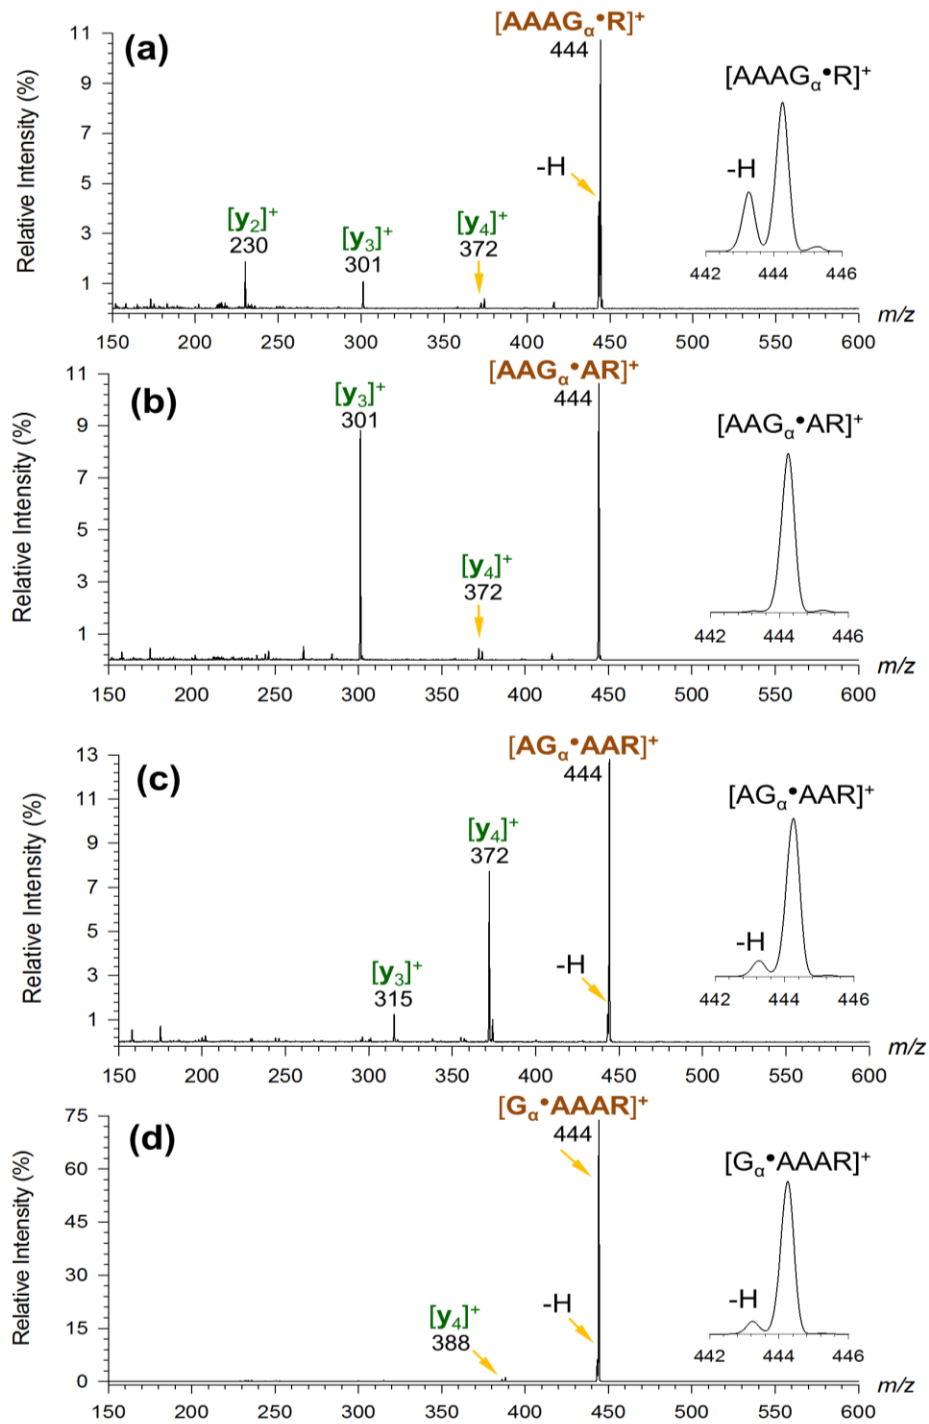 [AAAGα•R]+
444
(a)
[AAAGα•R]+
-H
-H
[y2]+
230
[y3]+
301
[y4]+
372
Relative Intensity (%)
11
9
7
5
3
1
442 444 446
m/z
150 200 250 300 350 400 450 500 550 600
[AAGα•AR]+
444
(b)
[y3]+
301
[AAGα•AR]+
[y4]+
372
Relative Intensity (%)
11
9
7
5
3
1
442 444 446
m/z
150 200 250 300 350 400 450 500 550 600
[AGα•AAR]+
444
(c)
[AGα•AAR]+
[y4]+
372
-H
-H
[y3]+
315
Relative Intensity (%)
13
11
9
7
5
3
1
442 444 446
m/z
150 200 250 300 350 400 450 500 550 600
[Gα•AAAR]+
444
(d)
[Gα•AAAR]+
-H
-H
[y4]+
388
Relative Intensity (%)
75
60
45
30
15
0
442 444 446
m/z
150 200 250 300 350 400 450 500 550 600